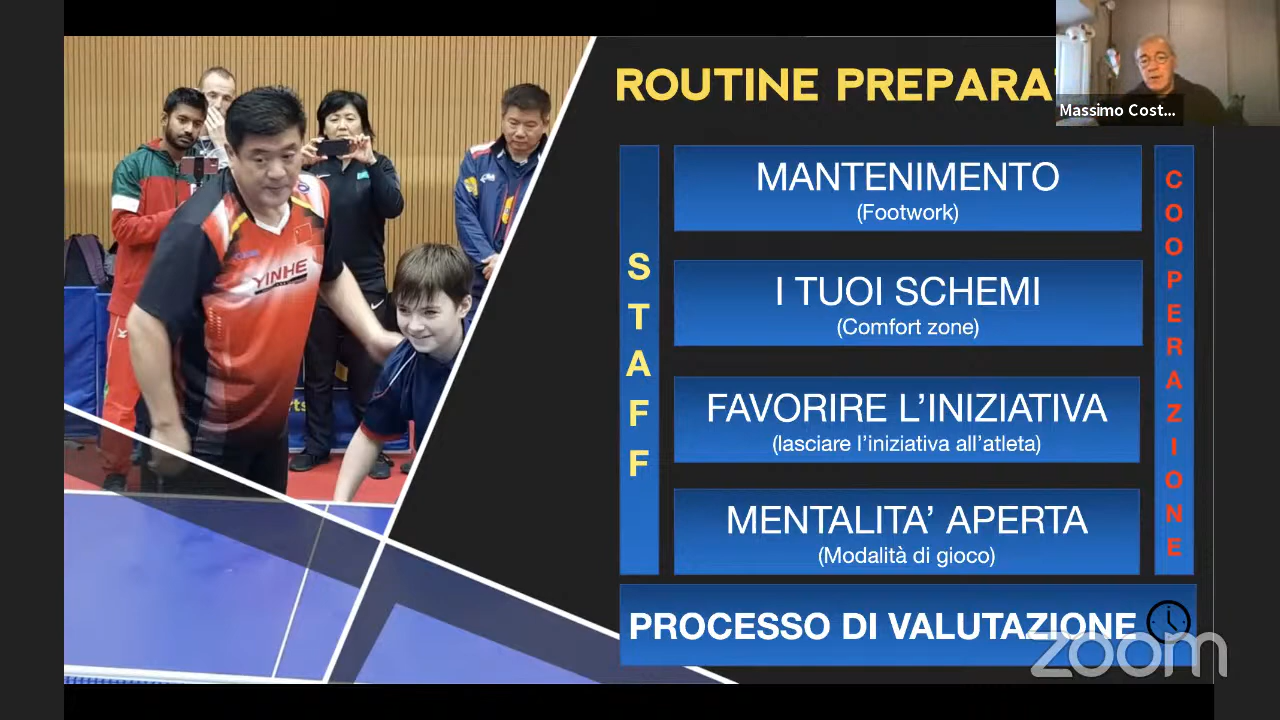 ROUTINE PREPARA
Massimo Cost...
STAFF
MANTENIMENTO
(Footwork)
I TUOI SCHEMI
(Comfort zone)
FAVORIRE L'INIZIATIVA
(lasciare l'iniziativa all'atleta)
MENTALITA' APERTA
(Modalità di gioco)
COOPERAZIONE
PROCESSO DI VALUTAZIONE
zoom
YINHE